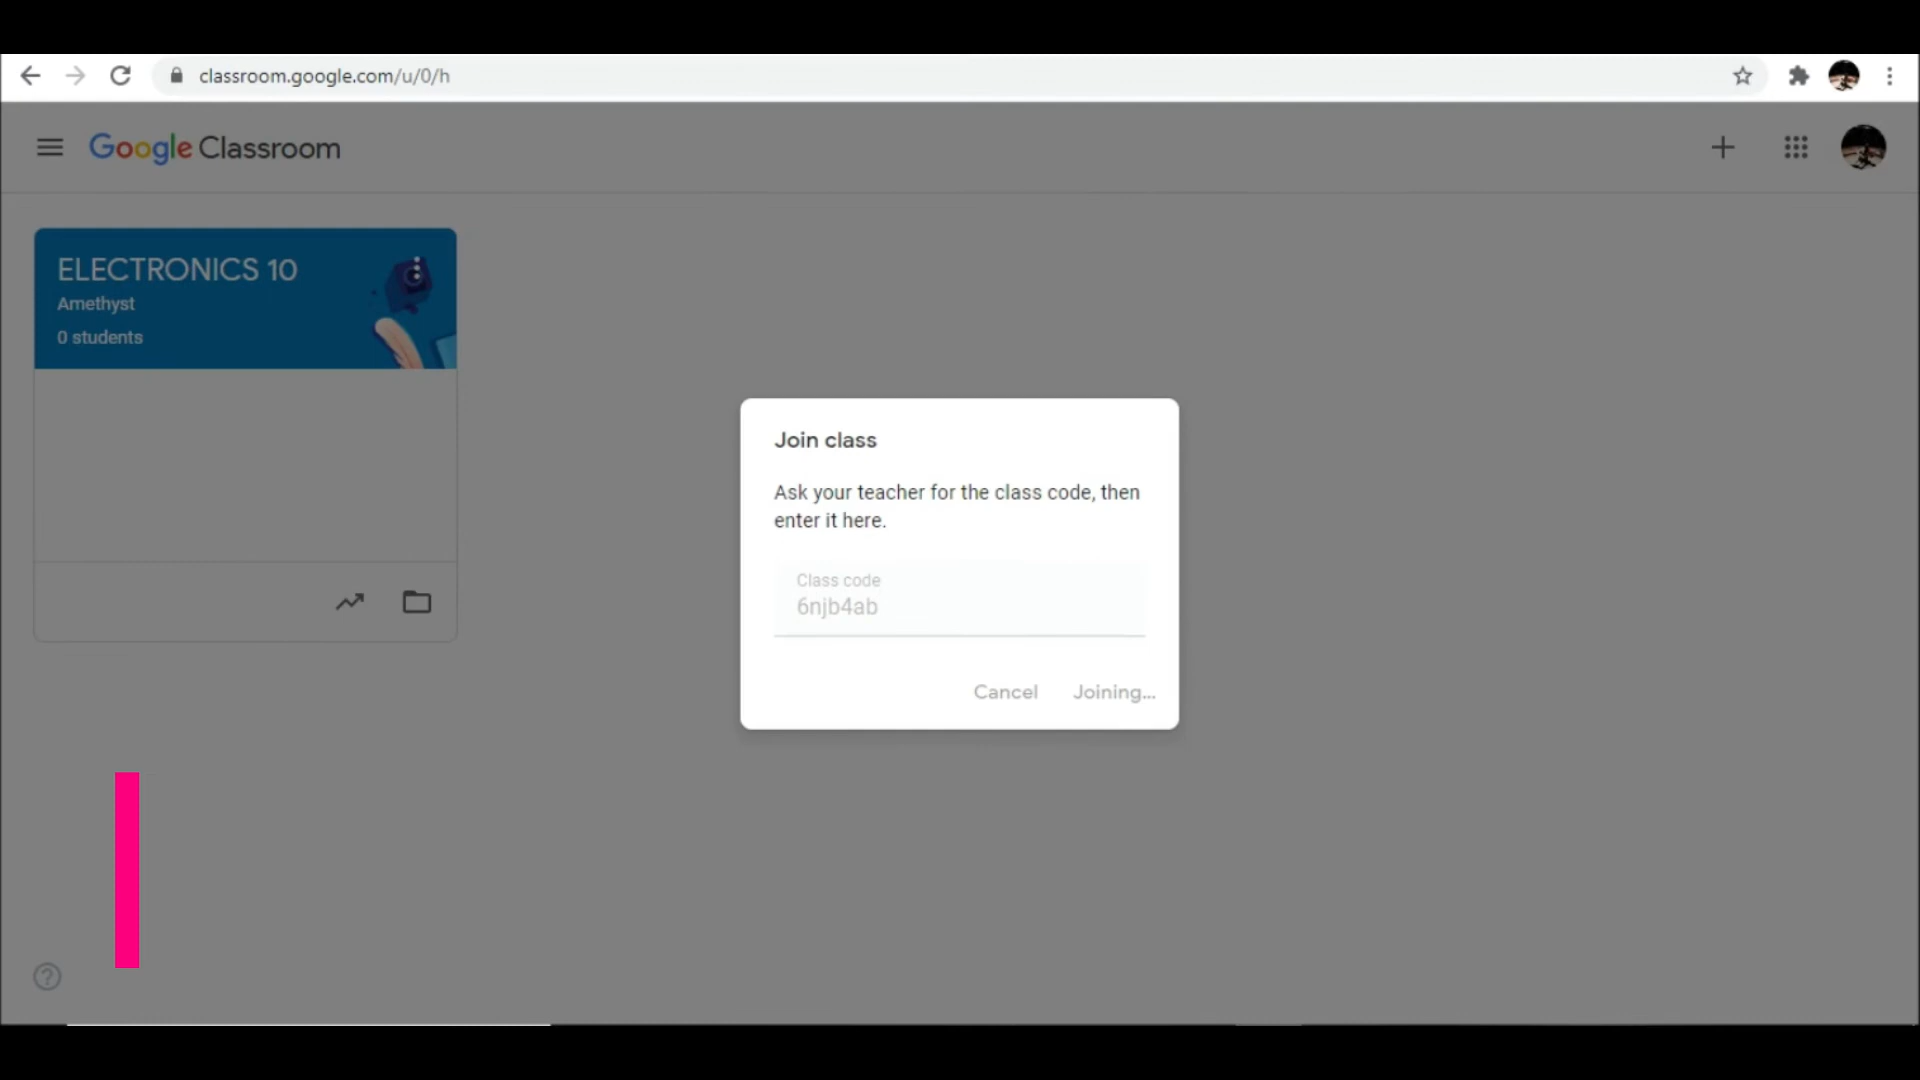 classroom.google.com/u/0/h
Google Classroom
ELECTRONICS 10
Amethyst
0 students
Join class
Ask your teacher for the class code, then
enter it here.
Class code
6njb4ab
Cancel
Joining...